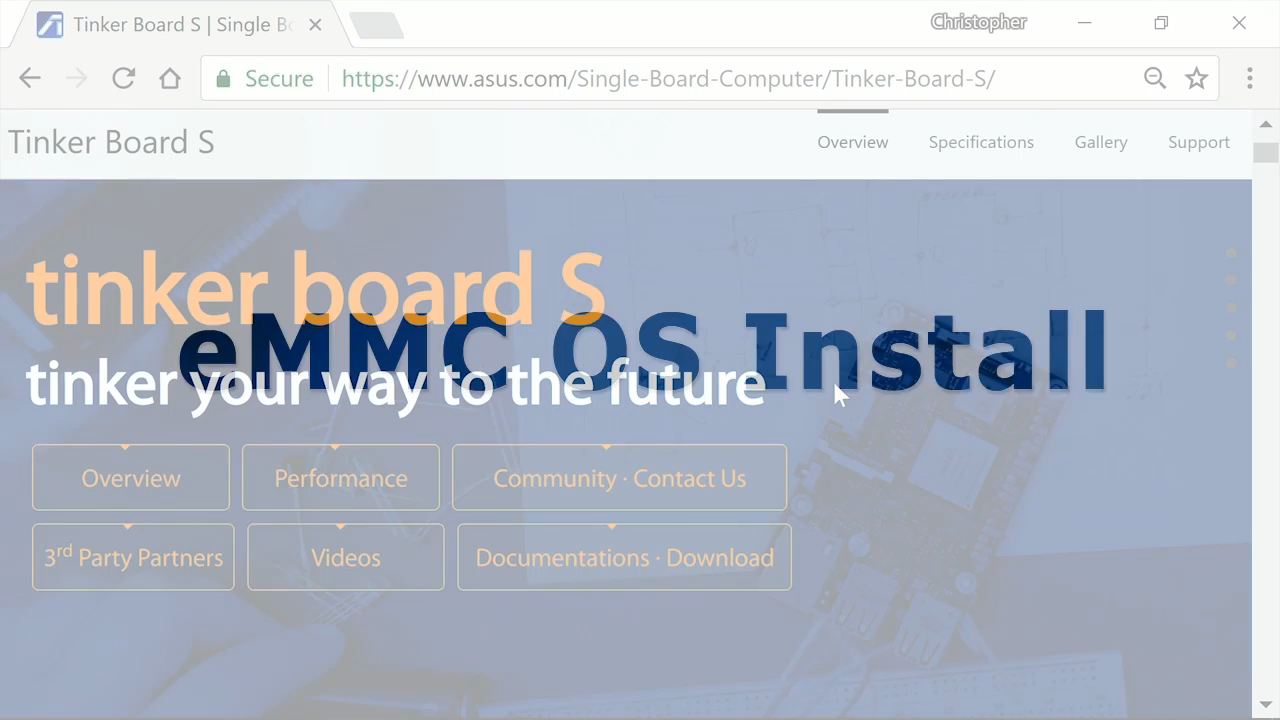 Tinker Board S | Single Bo
Christopher
Secure
https://www.asus.com/Single-Board-Computer/Tinker-Board-S/
Tinker Board S
Overview
Specifications
Gallery
Support
tinker board S
eMMC OS Install
tinker your way to the future
Overview
Performance
Community · Contact Us
3rd Party Partners
Videos
Documentations · Download